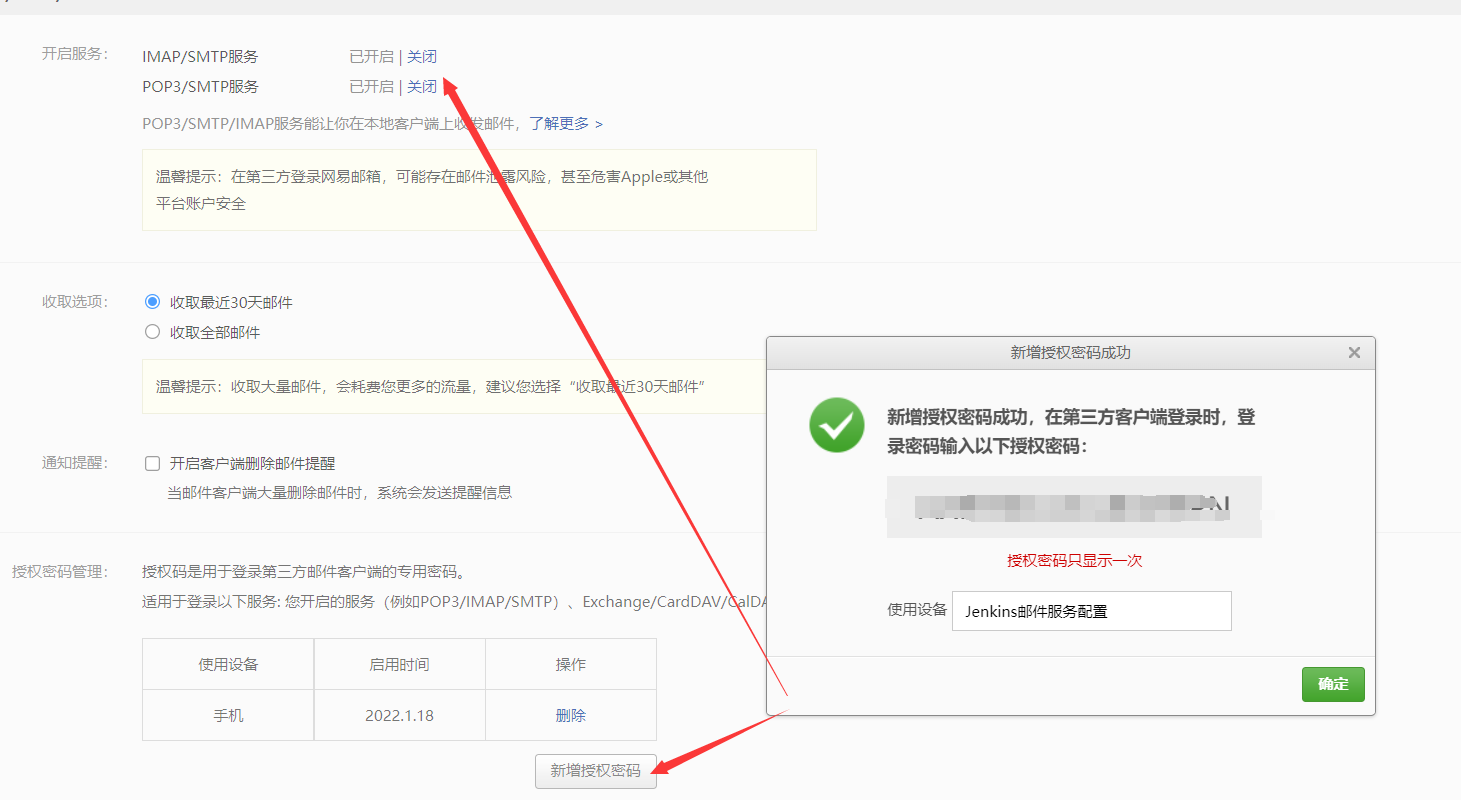 开启服务：
IMAP/SMTP服务 已开启 | 关闭
POP3/SMTP服务 已开启 | 关闭
POP3/SMTP/IMAP服务能让你在本地客户端上收发邮件，了解更多 >
温馨提示：在第三方登录网易邮箱，可能存在邮件泄露风险，甚至危害Apple或其他
平台账户安全
收取选项：
收取最近30天邮件
收取全部邮件
温馨提示：收取大量邮件，会耗费您更多的流量，建议您选择“收取最近30天邮件”
通知提醒：
开启客户端删除邮件提醒
当邮件客户端大量删除邮件时，系统会发送提醒信息
授权密码管理：
授权码是用于登录第三方邮件客户端的专用密码。
适用于登录以下服务: 您开启的服务（例如POP3/IMAP/SMTP）、Exchange/CardDAV/CalDA
使用设备 启用时间 操作
手机 2022.1.18 删除
新增授权密码
新增授权密码成功
新增授权密码成功，在第三方客户端登录时，登
录密码输入以下授权密码：
授权密码只显示一次
使用设备 Jenkins邮件服务配置
确定